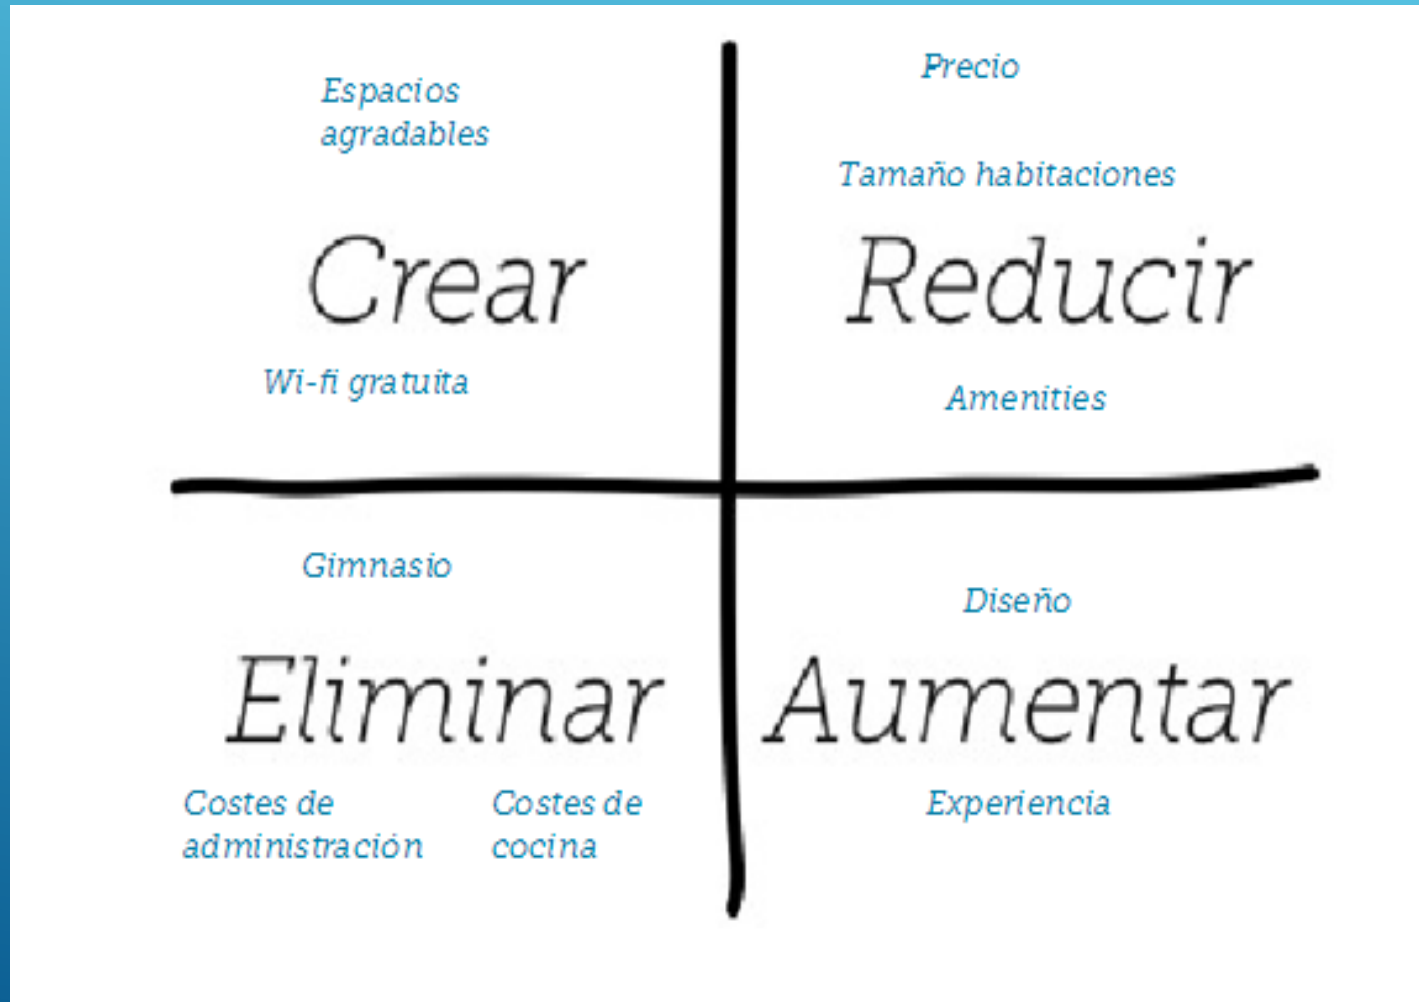 Espacios
agradables
Crear
Wi-fi gratuita
Precio
Tamaño habitaciones
Reducir
Amenities
Gimnasio
Eliminar
Costes de
administración
Costes de
cocina
Diseño
Aumentar
Experiencia